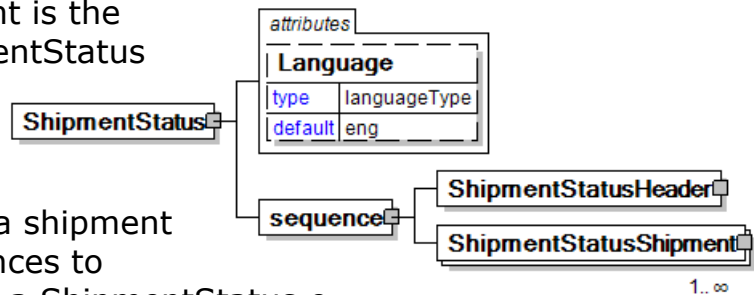 nt is the
entStatus
attributes
Language
type languageType
default eng
ShipmentStatus
a shipment
nces to
sequence
ShipmentStatusHeader
ShipmentStatusShipment
1.. ∞